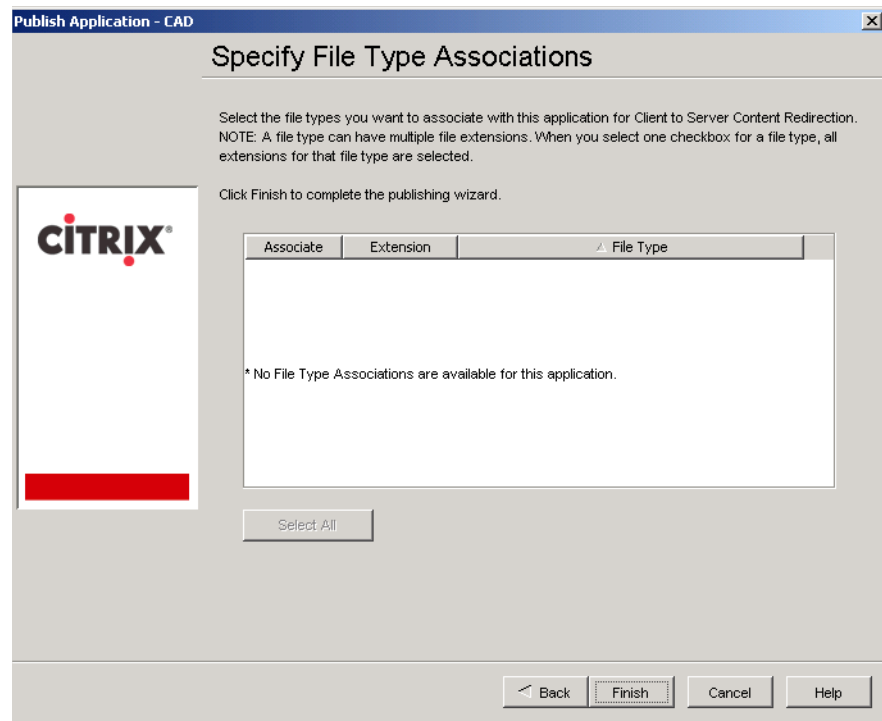 Publish Application - CAD
Specify File Type Associations
Select the file types you want to associate with this application for Client to Server Content Redirection.
NOTE: A file type can have multiple file extensions. When you select one checkbox for a file type, all
extensions for that file type are selected.
Click Finish to complete the publishing wizard.
CİTRIX®
Associate Extension File Type
* No File Type Associations are available for this application.
Select All
Back Finish Cancel Help